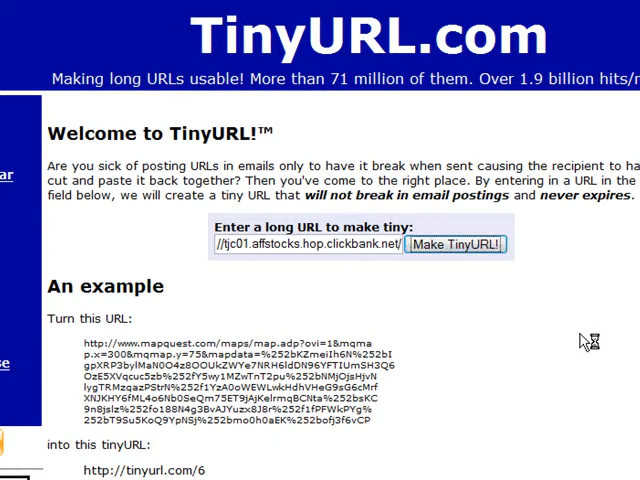 TinyURL.com
Making long URLs usable! More than 71 million of them. Over 1.9 billion hits/
Welcome to TinyURL!™
ar
Are you sick of posting URLs in emails only to have it break when sent causing the recipient to ha
cut and paste it back together? Then you've come to the right place. By entering in a URL in the
field below, we will create a tiny URL that will not break in email postings and never expires.
Enter a long URL to make tiny:
//tjc01.affstocks.hop.clickbank.net/ Make TinyURL!
An example
Turn this URL:
http://www.mapquest.com/maps/map.adp?ovi=1&mqma
p.x=300&mqmap.y=75&mapdata=%252bKZmeiIh6N%252bI
gpXRP3bylMaN0O4z8OOUkZWYe7NRH6ldDN96YFTIUmSH3Q6
OzE5XVqcuc5zb%252fY5wy1MZwTnT2pu%252bNMjOjsHjvN
lygTRMzqazPStrN%252f1YzA0oWEWLwkHdhVHeG9sG6cMrf
XNJKHY6fML4o6Nb0SeQm75ET9jAjKelrmqBCNta%252bsKC
9n8jslz%252fo188N4g3BvAJYuzx8J8r%252f1fPFWkPYg%
252bT9Su5KoQ9YpNSj%252bmo0h0aEK%252bofj3f6vCP
se
into this tinyURL:
http://tinyurl.com/6